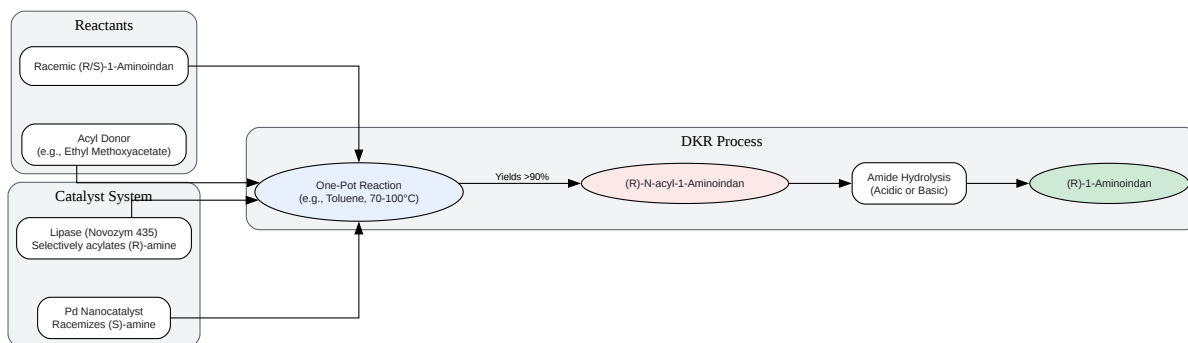 Reactants
Racemic (R/S)-1-Aminoindan
Acyl Donor
(e.g., Ethyl Methoxyacetate)
Catalyst System
Lipase (Novozym 435)
Selectively acylates (R)-amine
Pd Nanocatalyst
Racemizes (S)-amine
DKR Process
One-Pot Reaction
(e.g., Toluene, 70-100°C)
Yields >90%
(R)-N-acyl-1-Aminoindan
Amide Hydrolysis
(Acidic or Basic)
(R)-1-Aminoindan